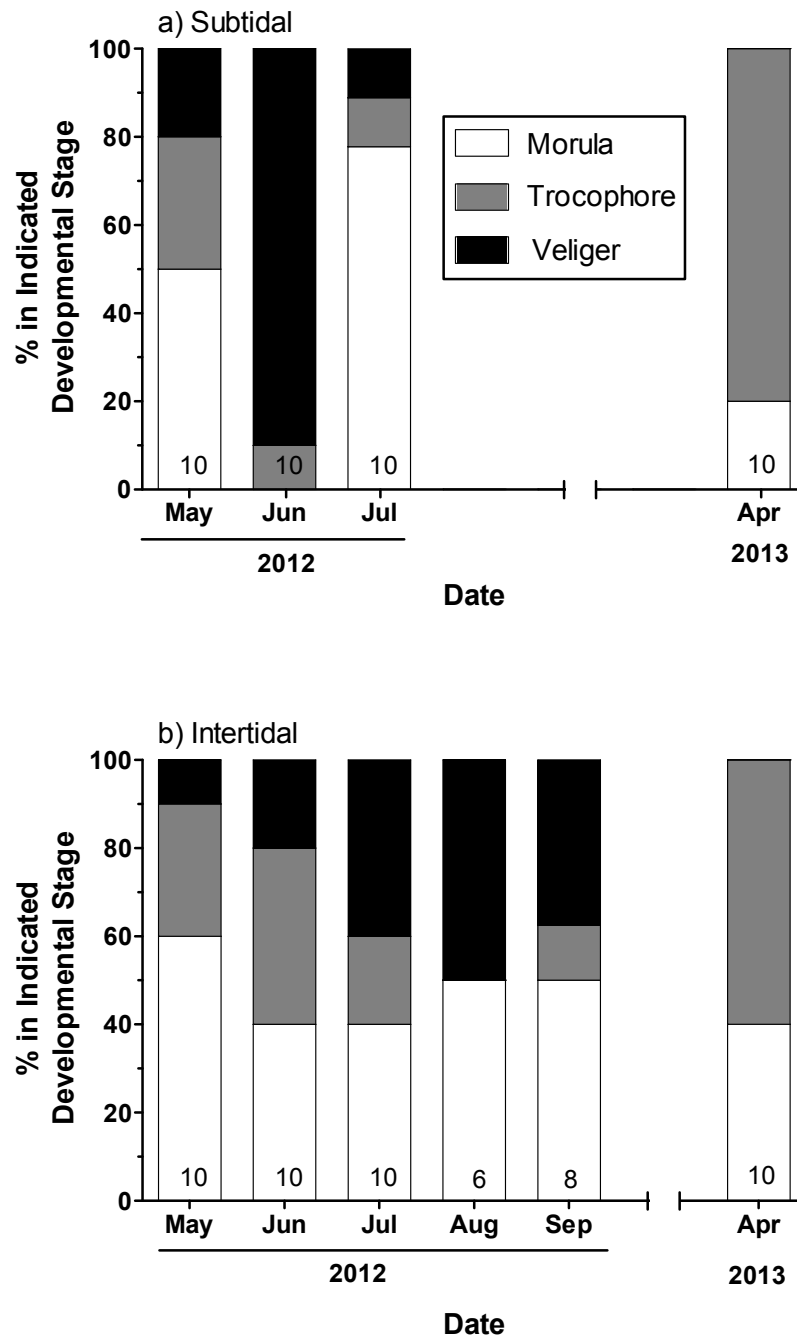 a) Subtidal
100
80
60
40
20
0
% in Indicated
Developmental Stage
Morula
Trocophore
Veliger
10 10 10 10
May Jun Jul Apr
2012 2013
Date
b) Intertidal
100
80
60
40
20
0
% in Indicated
Developmental Stage
10 10 10 6 8 10
May Jun Jul Aug Sep Apr
2012 2013
Date